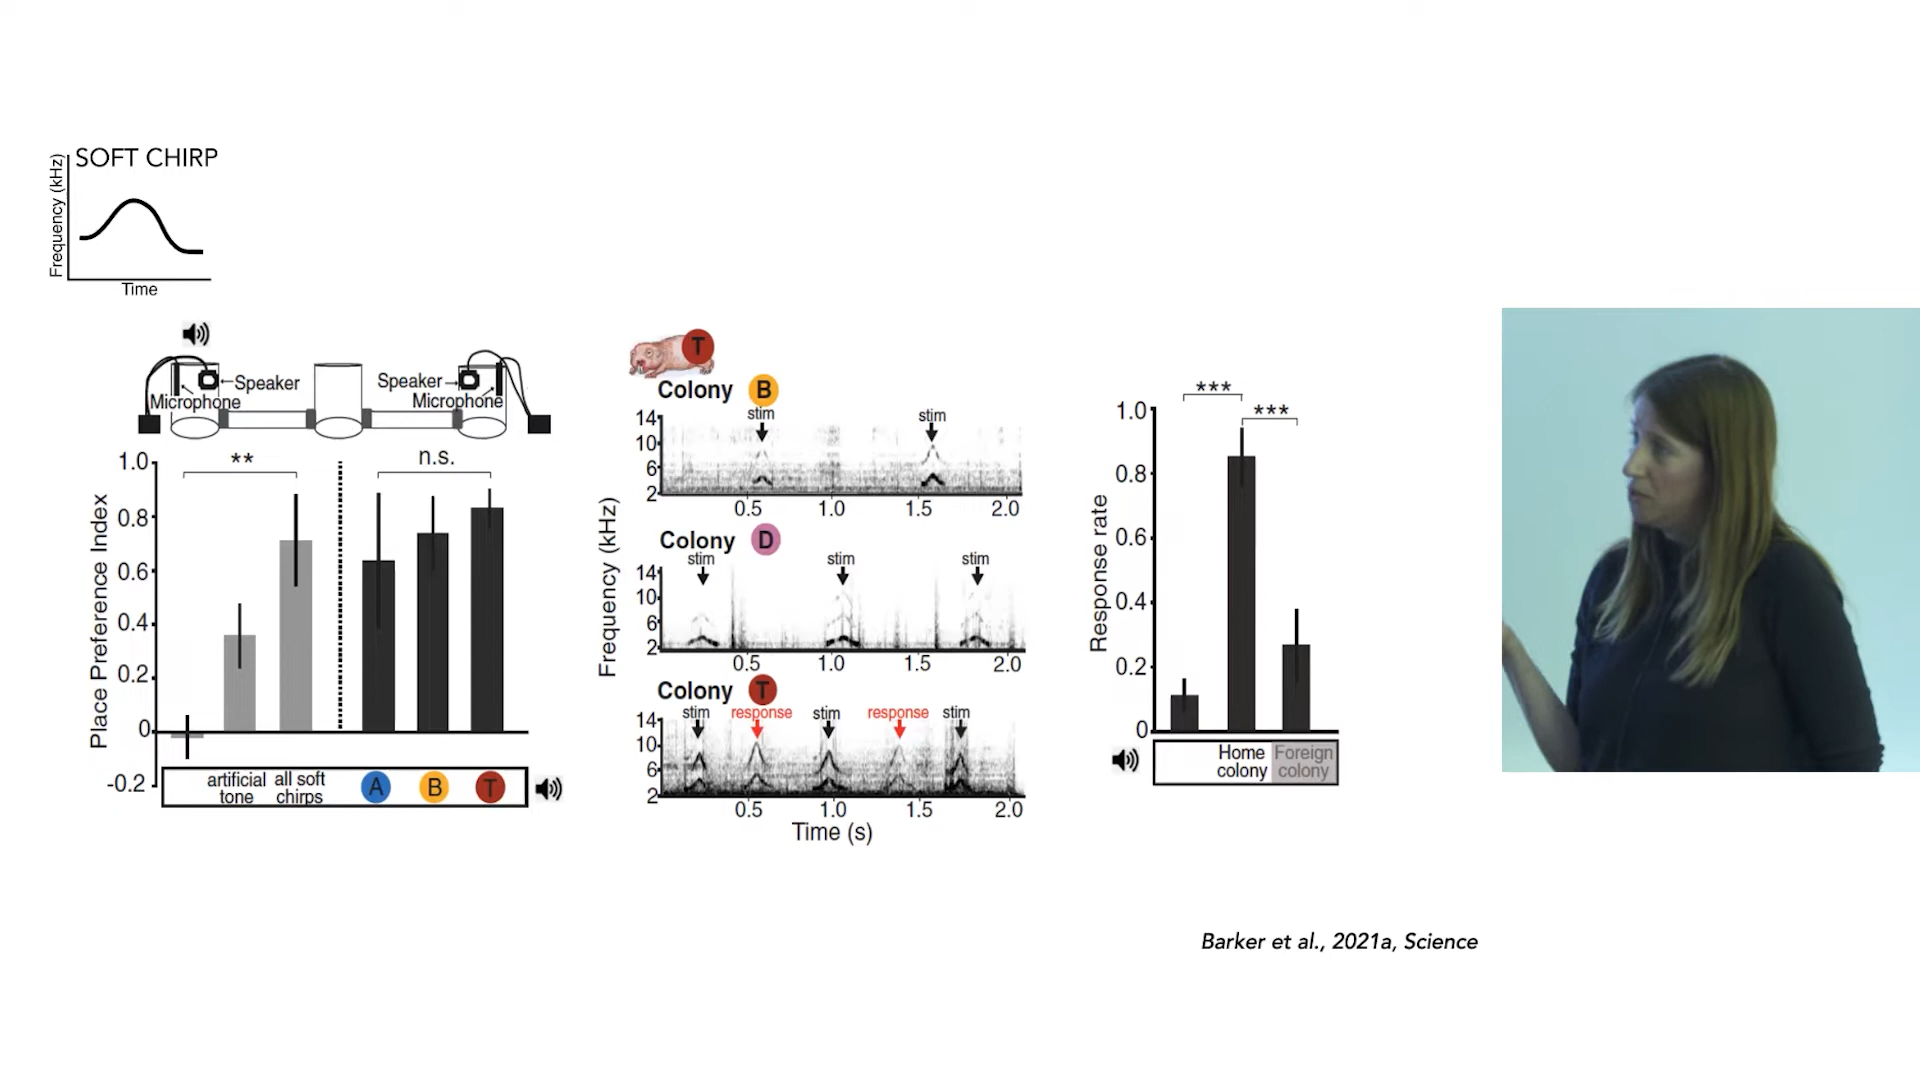 SOFT CHIRP
Frequency (kHz)
Time
Speaker
Microphone
Speaker
Microphone
Place Preference Index
1.0
0.8
0.6
0.4
0.2
0
-0.2
**
n.s.
artificial tone
all soft chirps
A
B
T
T
Colony B
stim
stim
14
10
6
2
0.5 1.0 1.5 2.0
Colony D
stim
stim
stim
14
10
6
2
0.5 1.0 1.5 2.0
Colony T
stim
response
stim
response
stim
14
10
6
2
0.5 1.0 1.5 2.0
Frequency (kHz)
Time (s)
***
***
Response rate
1.0
0.8
0.6
0.4
0.2
0
Home colony
Foreign colony
Barker et al., 2021a, Science